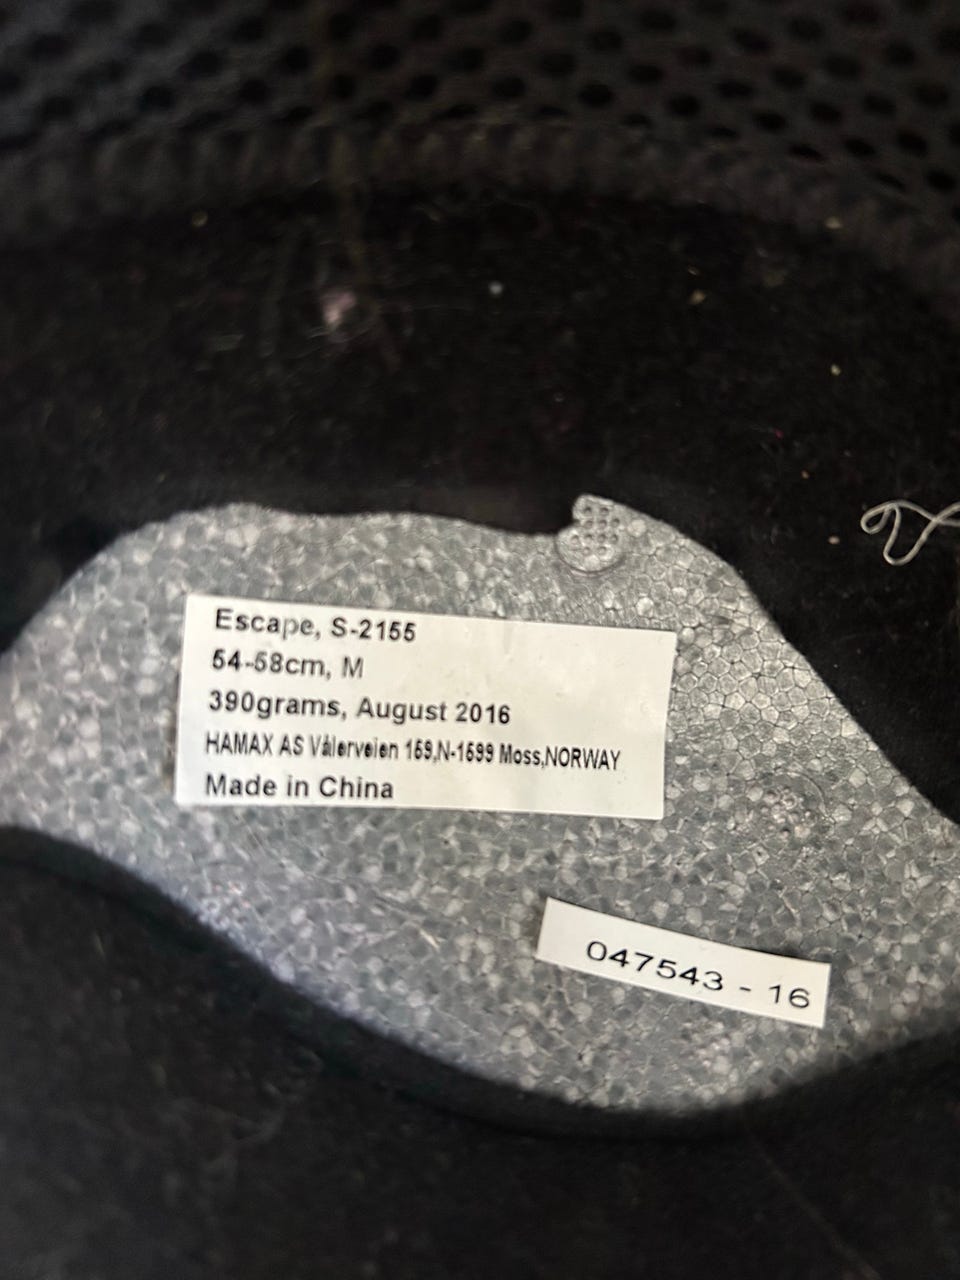 Escape, S-2155
54-58cm, M
390grams, August 2016
HAMAX AS Vålerveien 159,N-1599 Moss,NORWAY
Made in China
047543 - 16